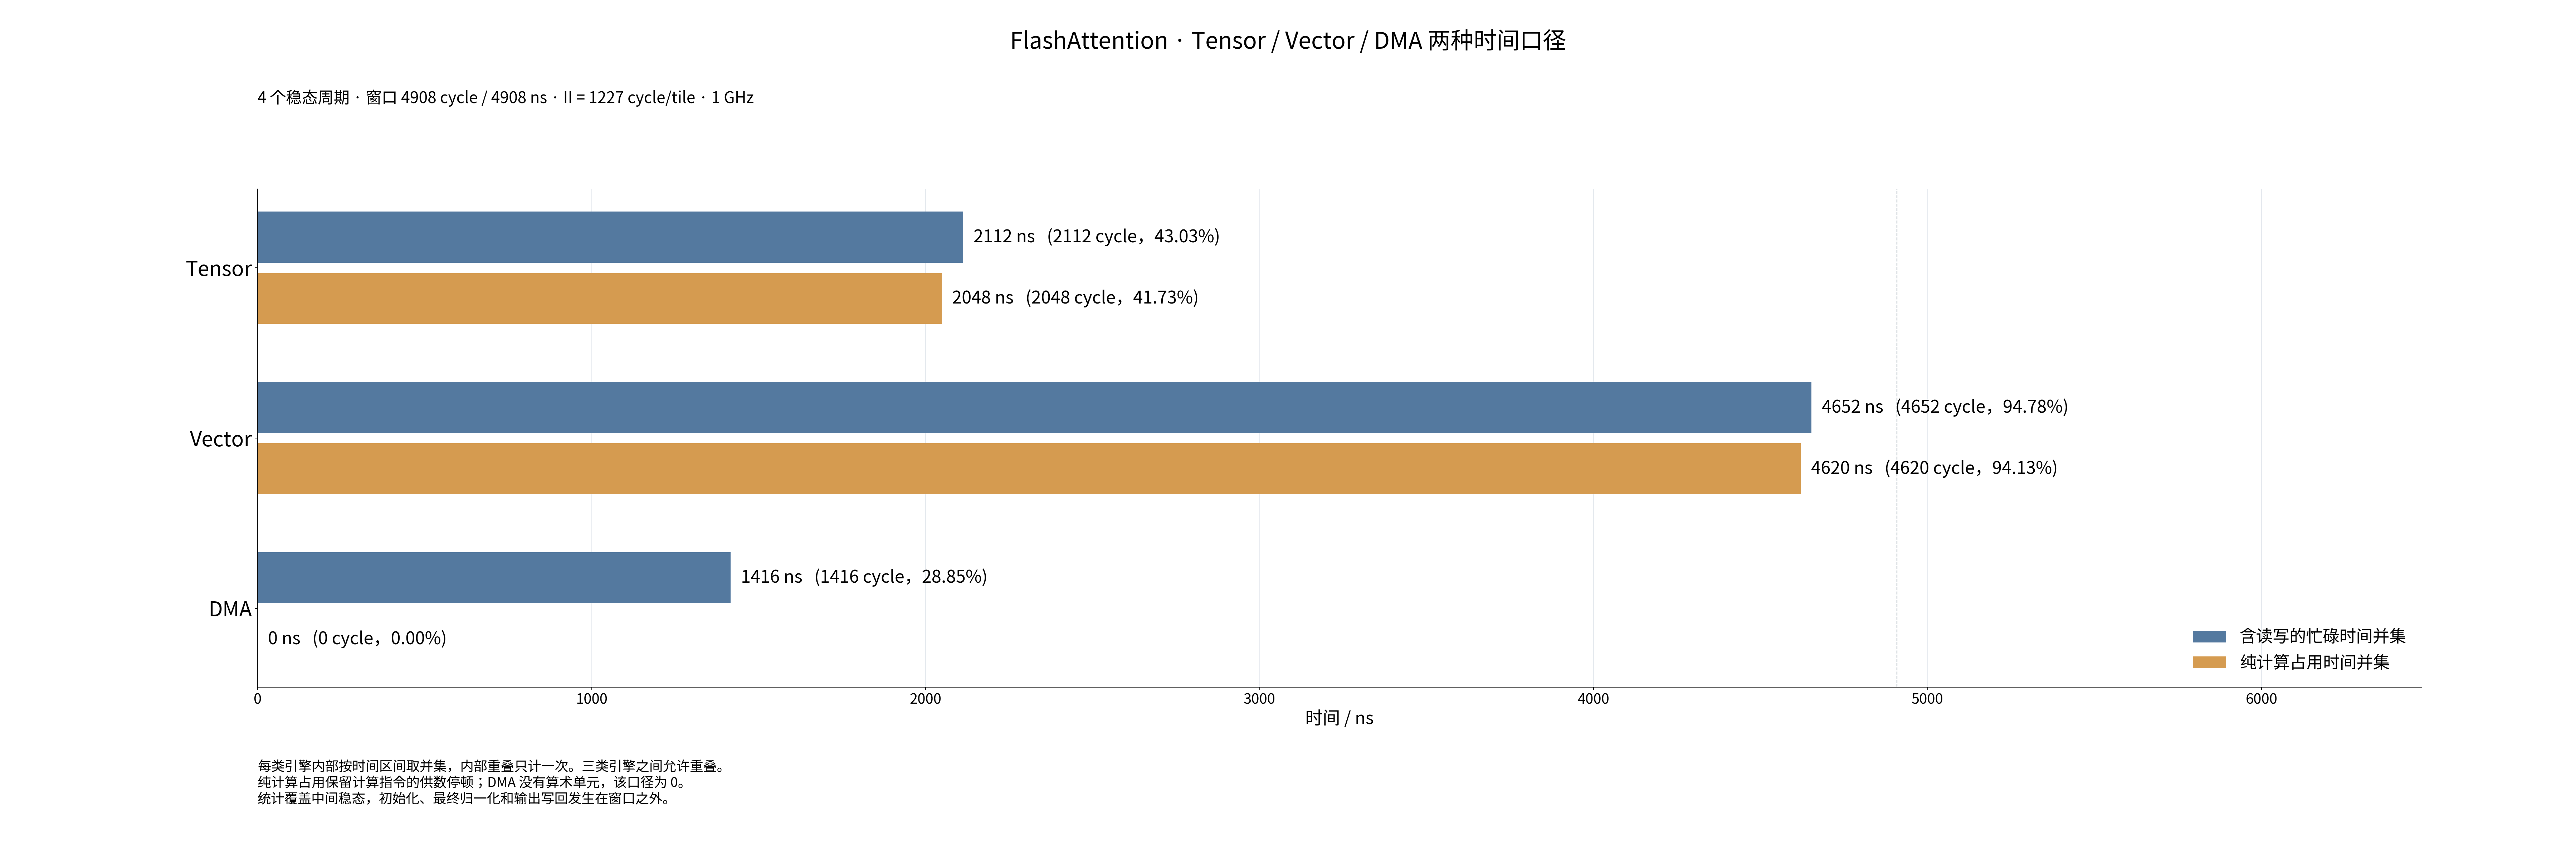 FlashAttention · Tensor / Vector / DMA 两种时间口径
4 个稳态周期 · 窗口 4908 cycle / 4908 ns · II = 1227 cycle/tile · 1 GHz
Tensor
2112 ns (2112 cycle，43.03%)
2048 ns (2048 cycle，41.73%)
Vector
4652 ns (4652 cycle，94.78%)
4620 ns (4620 cycle，94.13%)
DMA
1416 ns (1416 cycle，28.85%)
0 ns (0 cycle，0.00%)
含读写的忙碌时间并集
纯计算占用时间并集
0 1000 2000 3000 4000 5000 6000
时间 / ns
每类引擎内部按时间区间取并集，内部重叠只计一次。三类引擎之间允许重叠。
纯计算占用保留计算指令的供数停顿；DMA 没有算术单元，该口径为 0。
统计覆盖中间稳态，初始化、最终归一化和输出写回发生在窗口之外。